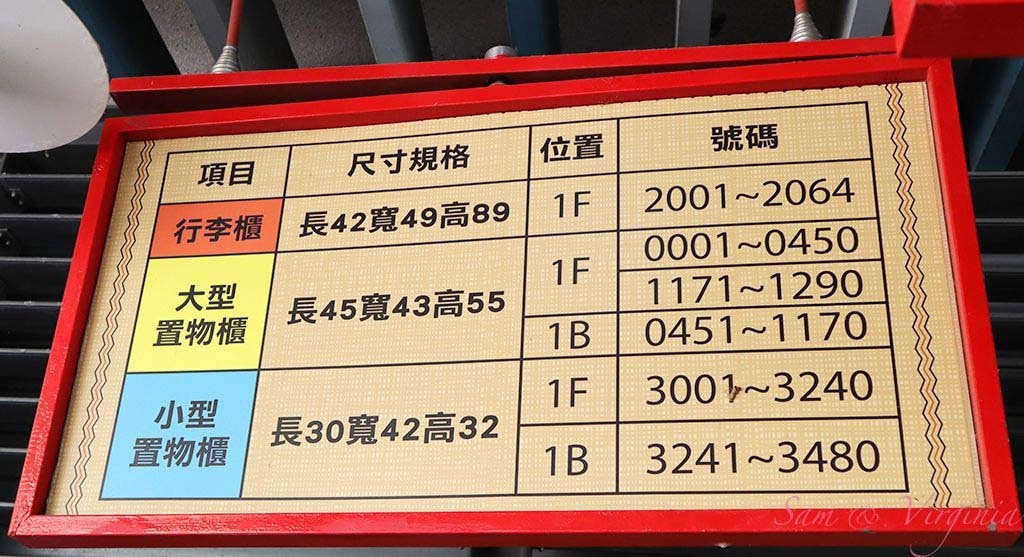 項目 尺寸規格 位置 號碼
行李櫃 長42寬49高89 1F 2001~2064
大型
置物櫃 長45寬43高55 1F 0001~0450
1171~1290
1B 0451~1170
小型
置物櫃 長30寬42高32 1F 3001~3240
1B 3241~3480
Sam & Virginia